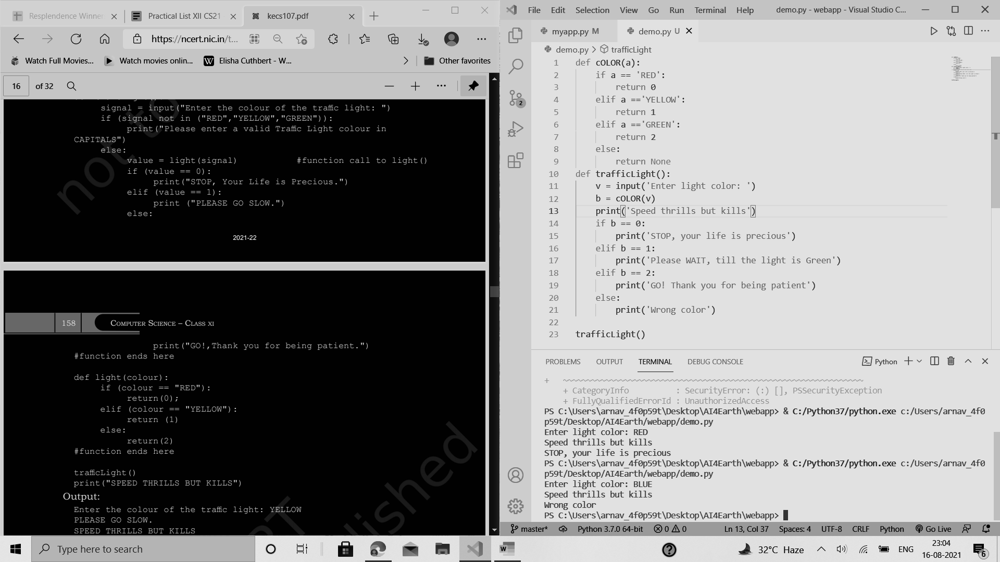 Resplendence Winner
Practical List XII CS21
kecs107.pdf
https://ncert.nic.in/t...
Watch Full Movies...
Watch movies onlin...
Elisha Cuthbert - W...
Other favorites
16 of 32
signal = input("Enter the colour of the traffic light: ")
if (signal not in ("RED","YELLOW","GREEN")):
print("Please enter a valid Traffic Light colour in
CAPITALS")
else:
value = light(signal) #function call to light()
if (value == 0):
print("STOP, Your Life is Precious.")
elif (value == 1):
print ("PLEASE GO SLOW.")
else:
2021-22
not to
158 Computer Science – Class xi
print("GO!,Thank you for being patient.")
#function ends here
def light(colour):
if (colour == "RED"):
return(0);
elif (colour == "YELLOW"):
return (1)
else:
return(2)
#function ends here
trafficLight()
print("SPEED THRILLS BUT KILLS")
Output:
Enter the colour of the traffic light: YELLOW
PLEASE GO SLOW.
SPEED THRILLS BUT KILLS
File Edit Selection View Go Run Terminal Help demo.py - webapp - Visual Studio C...
myapp.py M
demo.py U
demo.py > trafficLight
2
1 def cOLOR(a):
2 if a == 'RED':
3 return 0
4 elif a =='YELLOW':
5 return 1
6 elif a =='GREEN':
7 return 2
8 else:
9 return None
10 def trafficLight():
11 v = input('Enter light color: ')
12 b = cOLOR(v)
13 print('Speed thrills but kills')
14 if b == 0:
15 print('STOP, your life is precious')
16 elif b == 1:
17 print('Please WAIT, till the light is Green')
18 elif b == 2:
19 print('GO! Thank you for being patient')
20 else:
21 print('Wrong color')
22
23 trafficLight()
PROBLEMS OUTPUT TERMINAL DEBUG CONSOLE Python
+ ~~~~~~~~~~~~~~~~~~~~~~~~~~~~~~~~~~~~~~~~~~~~~~~~~~~~~~~~~~~~~~~~
+ CategoryInfo : SecurityError: (:) [], PSSecurityException
+ FullyQualifiedErrorId : UnauthorizedAccess
PS C:\Users\arnav_4f0p59t\Desktop\AI4Earth\webapp> & C:/Python37/python.exe c:/Users/arnav_4f0
p59t/Desktop/AI4Earth/webapp/demo.py
Enter light color: RED
Speed thrills but kills
STOP, your life is precious
PS C:\Users\arnav_4f0p59t\Desktop\AI4Earth\webapp> & C:/Python37/python.exe c:/Users/arnav_4f0
p59t/Desktop/AI4Earth/webapp/demo.py
Enter light color: BLUE
Speed thrills but kills
Wrong color
PS C:\Users\arnav_4f0p59t\Desktop\AI4Earth\webapp>
master* Python 3.7.0 64-bit 0 0 Ln 13, Col 37 Spaces: 4 UTF-8 CRLF Python Go Live
Type here to search
32°C Haze ENG 23:04
16-08-2021
6